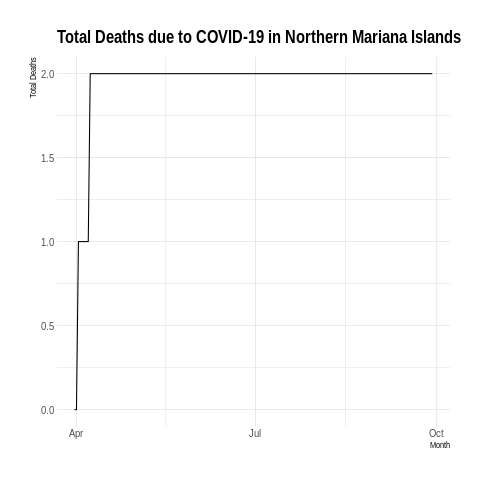 Total Deaths due to COVID-19 in Northern Mariana Islands
Total Deaths
2.0
1.5
1.0
0.5
0.0
Apr Jul Oct
Month